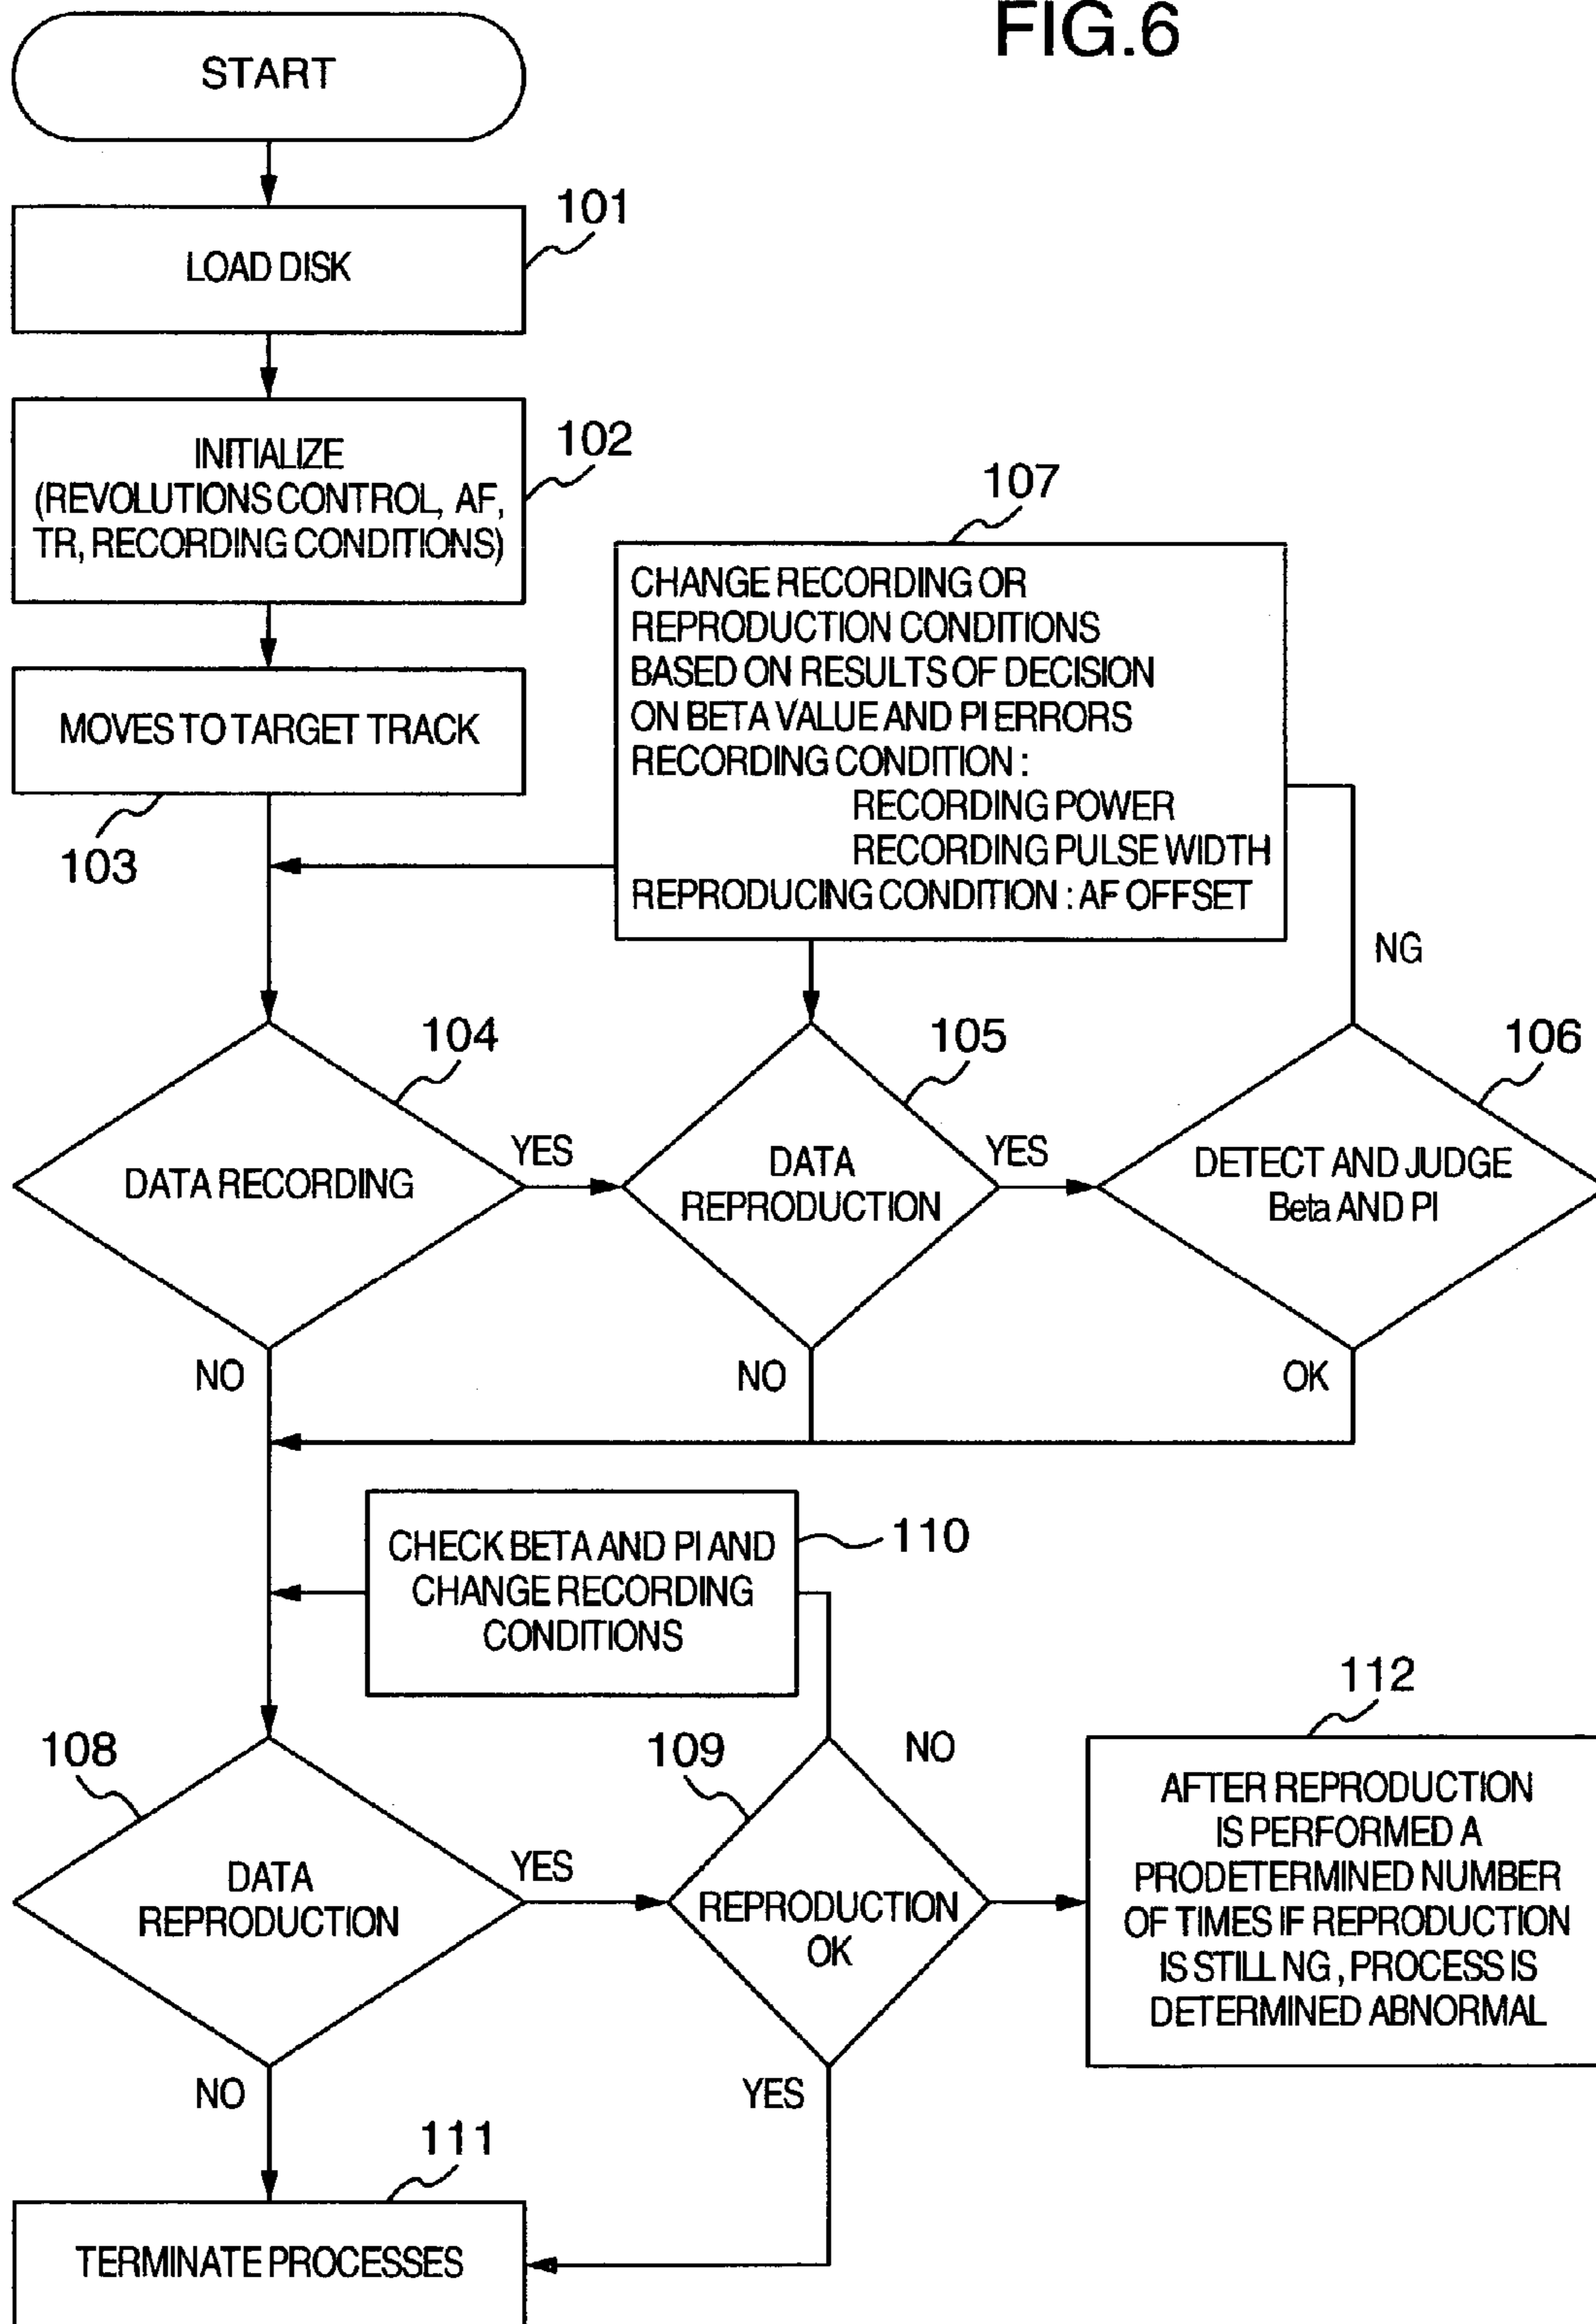 FIG.6
START
101
LOAD DISK
102
INITIALIZE
(REVOLUTIONS CONTROL, AF,
TR, RECORDING CONDITIONS)
MOVES TO TARGET TRACK
103
107
CHANGE RECORDING OR
REPRODUCTION CONDITIONS
BASED ON RESULTS OF DECISION
ON BETA VALUE AND PI ERRORS
RECORDING CONDITION :
RECORDING POWER
RECORDING PULSE WIDTH
REPRODUCING CONDITION : AF OFFSET
NG
104
DATA RECORDING
YES
NO
105
DATA
REPRODUCTION
YES
NO
106
DETECT AND JUDGE
Beta AND PI
OK
110
CHECK BETA AND PI AND
CHANGE RECORDING
CONDITIONS
108
DATA
REPRODUCTION
YES
NO
109
REPRODUCTION
OK
NO
YES
112
AFTER REPRODUCTION
IS PERFORMED A
PRODETERMINED NUMBER
OF TIMES IF REPRODUCTION
IS STILL NG , PROCESS IS
DETERMINED ABNORMAL
111
TERMINATE PROCESSES